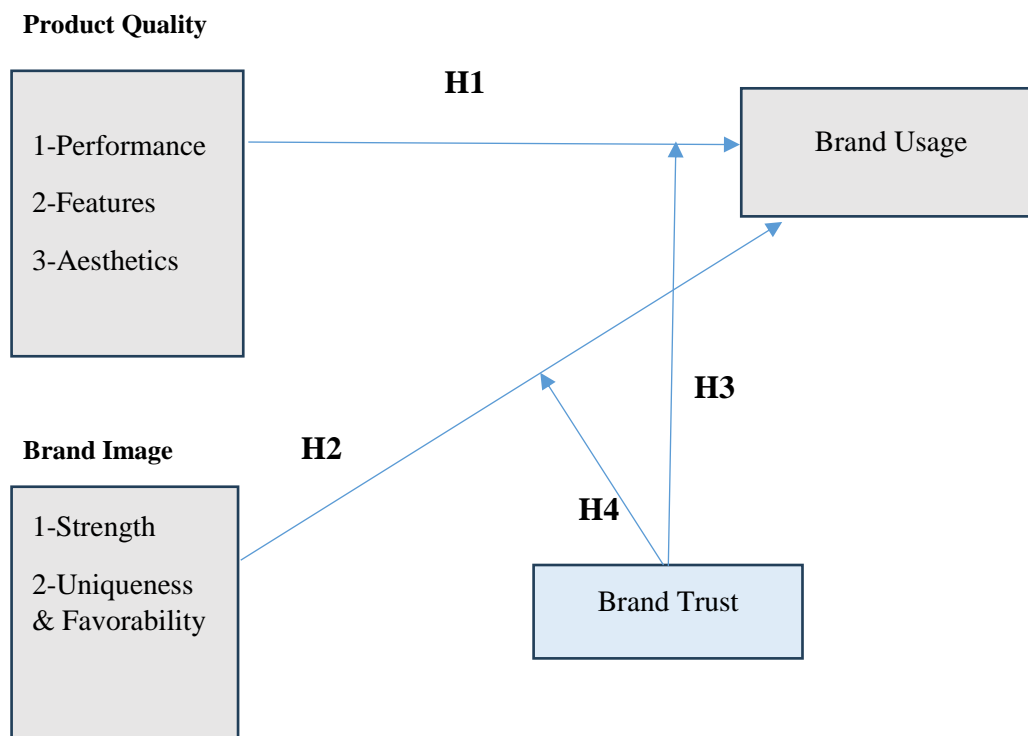 Product Quality
H1
1-Performance
2-Features
3-Aesthetics
Brand Usage
H3
Brand Image
H2
1-Strength
2-Uniqueness
& Favorability
H4
Brand Trust